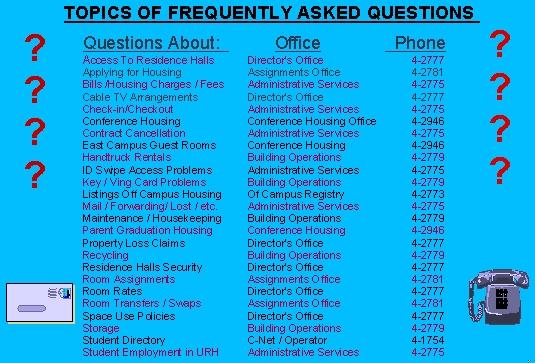 TOPICS OF FREQUENTLY ASKED QUESTIONS
? Questions About: Office Phone ?
Access To Residence Halls Director's Office 4-2777
Applying for Housing Assignments Office 4-2781
? Bills /Housing Charges / Fees Administrative Services 4-2775 ?
Cable TV Arrangements Director's Office 4-2777
Check-in/Checkout Administrative Services 4-2775
Conference Housing Conference Housing Office 4-2946
? Contract Cancellation Administrative Services 4-2775 ?
East Campus Guest Rooms Conference Housing 4-2946
Handtruck Rentals Building Operations 4-2779
? ID Swipe Access Problems Administrative Services 4-2775 ?
Key / Ving Card Problems Building Operations 4-2779
Listings Off Campus Housing Of Campus Registry 4-2773
Mail / Forwarding/ Lost / etc. Administrative Services 4-2775
Maintenance / Housekeeping Building Operations 4-2779
Parent Graduation Housing Conference Housing 4-2946
Property Loss Claims Director's Office 4-2777
Recycling Building Operations 4-2779
Residence Halls Security Director's Office 4-2777
Room Assignments Assignments Office 4-2781
Room Rates Director's Office 4-2777
Room Transfers / Swaps Assignments Office 4-2781
Space Use Policies Director's Office 4-2777
Storage Building Operations 4-2779
Student Directory C-Net / Operator 4-1754
Student Employment in URH Administrative Services 4-2775